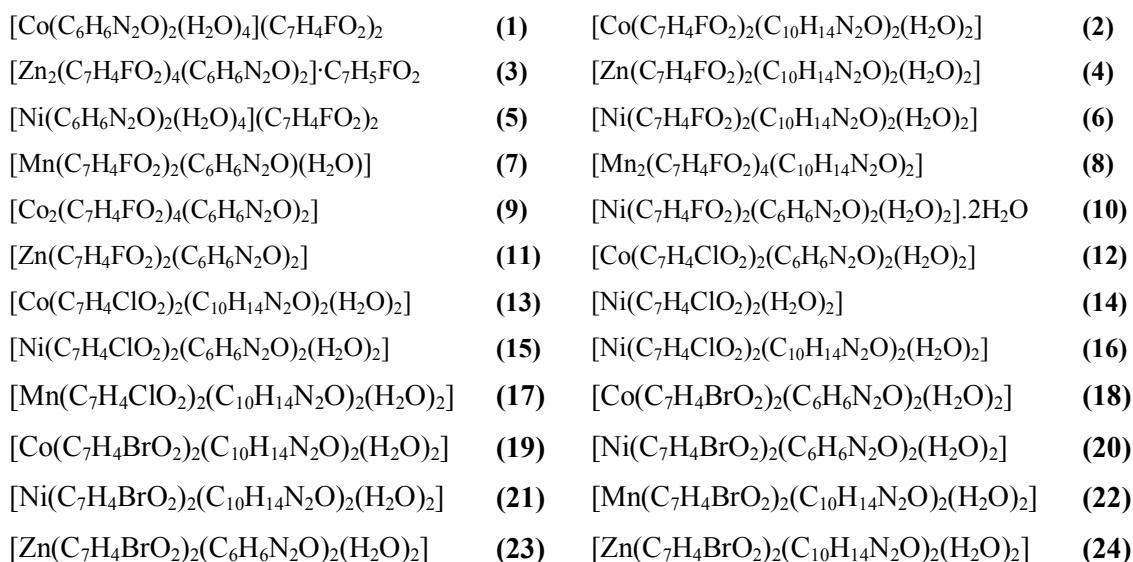 [Co(C₆H₆N₂O)₂(H₂O)₄](C₇H₄FO₂)₂ (1) [Co(C₇H₄FO₂)₂(C₁₀H₁₄N₂O)₂(H₂O)₂] (2)
[Zn₂(C₇H₄FO₂)₄(C₆H₆N₂O)₂]·C₇H₅FO₂ (3) [Zn(C₇H₄FO₂)₂(C₁₀H₁₄N₂O)₂(H₂O)₂] (4)
[Ni(C₆H₆N₂O)₂(H₂O)₄](C₇H₄FO₂)₂ (5) [Ni(C₇H₄FO₂)₂(C₁₀H₁₄N₂O)₂(H₂O)₂] (6)
[Mn(C₇H₄FO₂)₂(C₆H₆N₂O)(H₂O)] (7) [Mn₂(C₇H₄FO₂)₄(C₁₀H₁₄N₂O)₂] (8)
[Co₂(C₇H₄FO₂)₄(C₆H₆N₂O)₂] (9) [Ni(C₇H₄FO₂)₂(C₆H₆N₂O)₂(H₂O)₂].2H₂O (10)
[Zn(C₇H₄FO₂)₂(C₆H₆N₂O)₂] (11) [Co(C₇H₄ClO₂)₂(C₆H₆N₂O)₂(H₂O)₂] (12)
[Co(C₇H₄ClO₂)₂(C₁₀H₁₄N₂O)₂(H₂O)₂] (13) [Ni(C₇H₄ClO₂)₂(H₂O)₂] (14)
[Ni(C₇H₄ClO₂)₂(C₆H₆N₂O)₂(H₂O)₂] (15) [Ni(C₇H₄ClO₂)₂(C₁₀H₁₄N₂O)₂(H₂O)₂] (16)
[Mn(C₇H₄ClO₂)₂(C₁₀H₁₄N₂O)₂(H₂O)₂] (17) [Co(C₇H₄BrO₂)₂(C₆H₆N₂O)₂(H₂O)₂] (18)
[Co(C₇H₄BrO₂)₂(C₁₀H₁₄N₂O)₂(H₂O)₂] (19) [Ni(C₇H₄BrO₂)₂(C₆H₆N₂O)₂(H₂O)₂] (20)
[Ni(C₇H₄BrO₂)₂(C₁₀H₁₄N₂O)₂(H₂O)₂] (21) [Mn(C₇H₄BrO₂)₂(C₁₀H₁₄N₂O)₂(H₂O)₂] (22)
[Zn(C₇H₄BrO₂)₂(C₆H₆N₂O)₂(H₂O)₂] (23) [Zn(C₇H₄BrO₂)₂(C₁₀H₁₄N₂O)₂(H₂O)₂] (24)